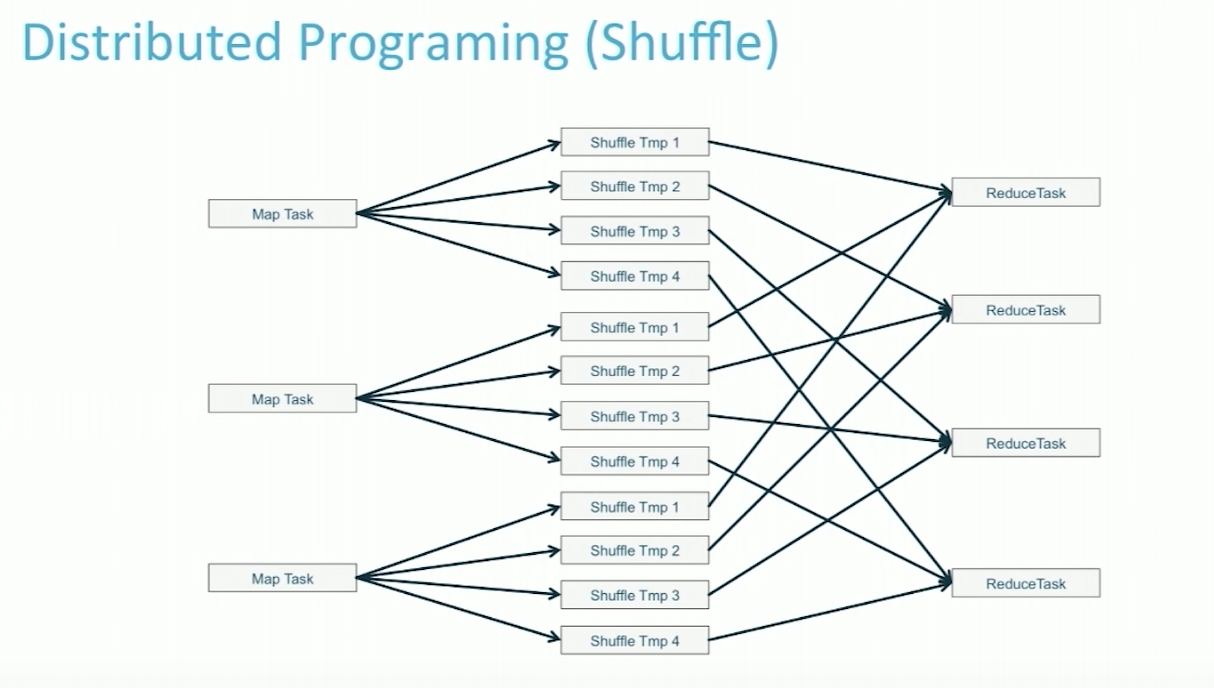 Distributed Programing (Shuffle)
Shuffle Tmp 1
Shuffle Tmp 2
Shuffle Tmp 3
Shuffle Tmp 4
Shuffle Tmp 1
Shuffle Tmp 2
Shuffle Tmp 3
Shuffle Tmp 4
Shuffle Tmp 1
Shuffle Tmp 2
Shuffle Tmp 3
Shuffle Tmp 4
Map Task
Map Task
Map Task
ReduceTask
ReduceTask
ReduceTask
ReduceTask